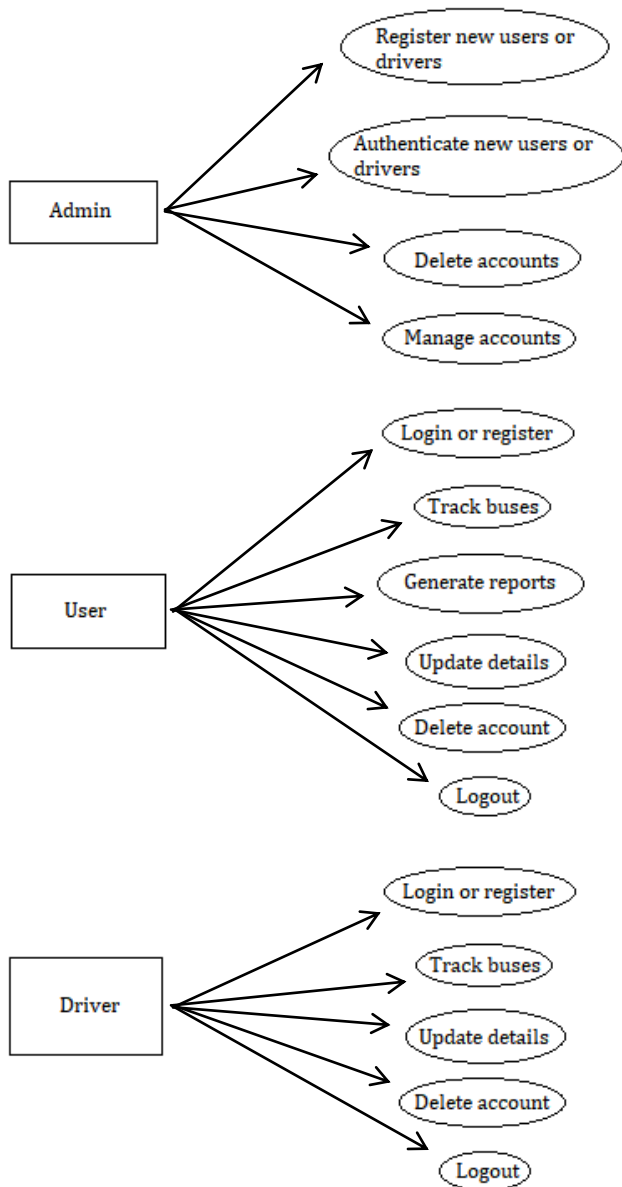 Register new users or
drivers
Authenticate new users or
drivers
Admin
Delete accounts
Manage accounts
Login or register
Track buses
Generate reports
User
Update details
Delete account
Logout
Login or register
Track buses
Driver
Update details
Delete account
Logout